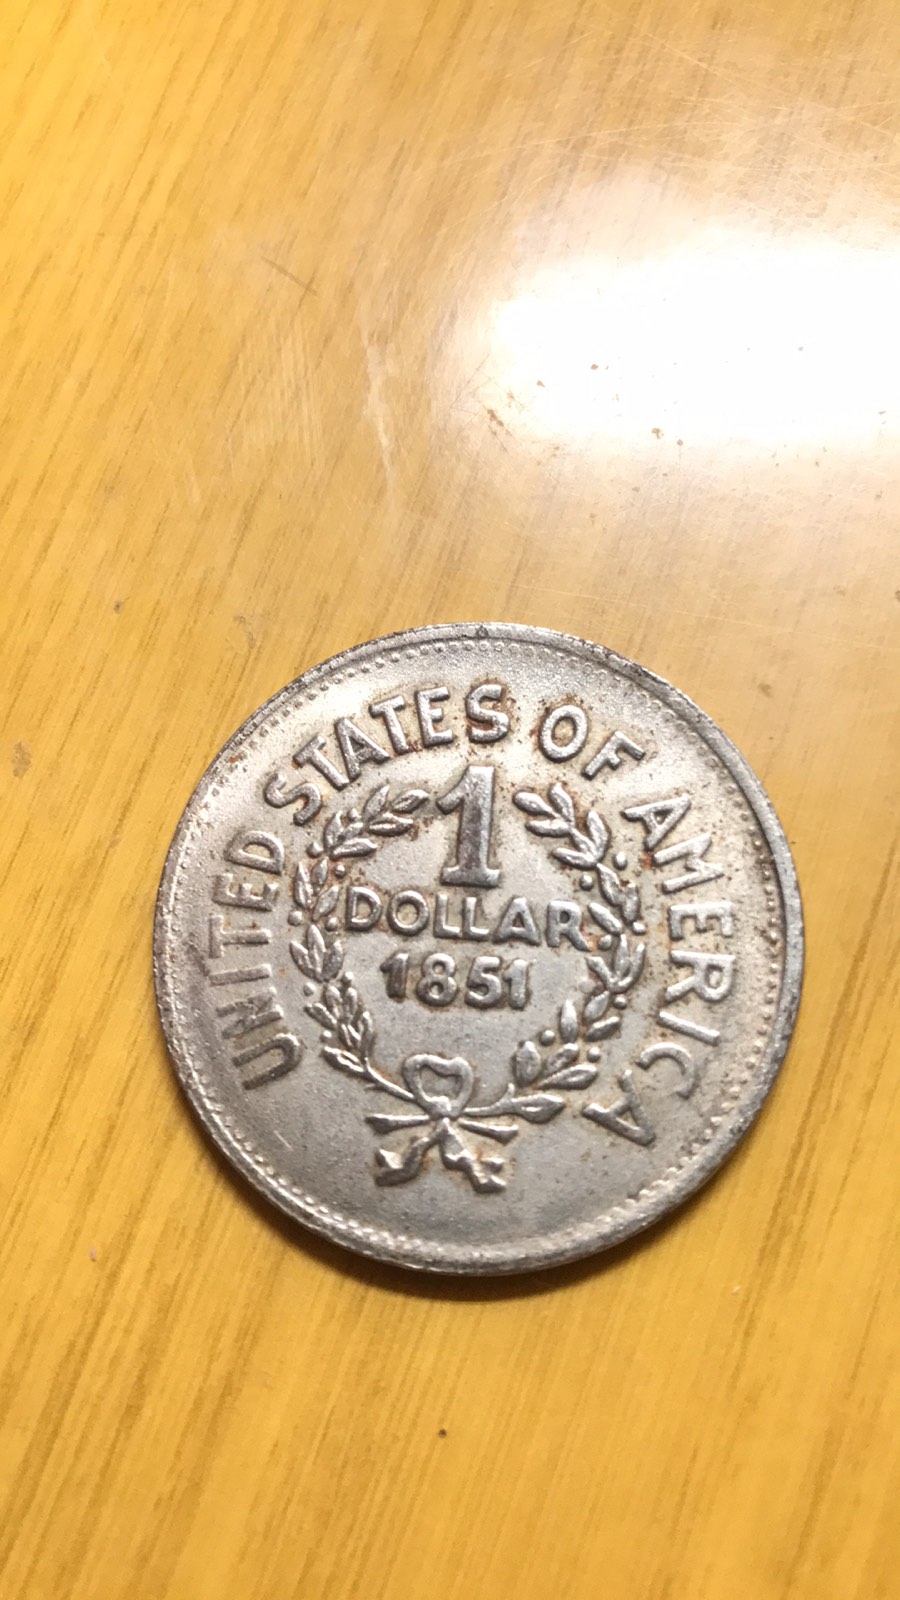 UNITED STATES OF AMERICA
1
DOLLAR
1851